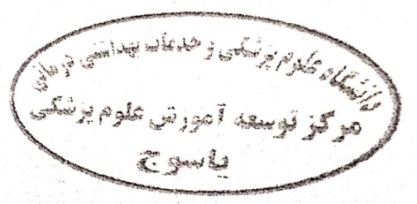 دانشگاه علوم پزشکی و خدمات بهداشتی درمانی
مرکز توسعه آموزش علوم پزشکی
یاسوج